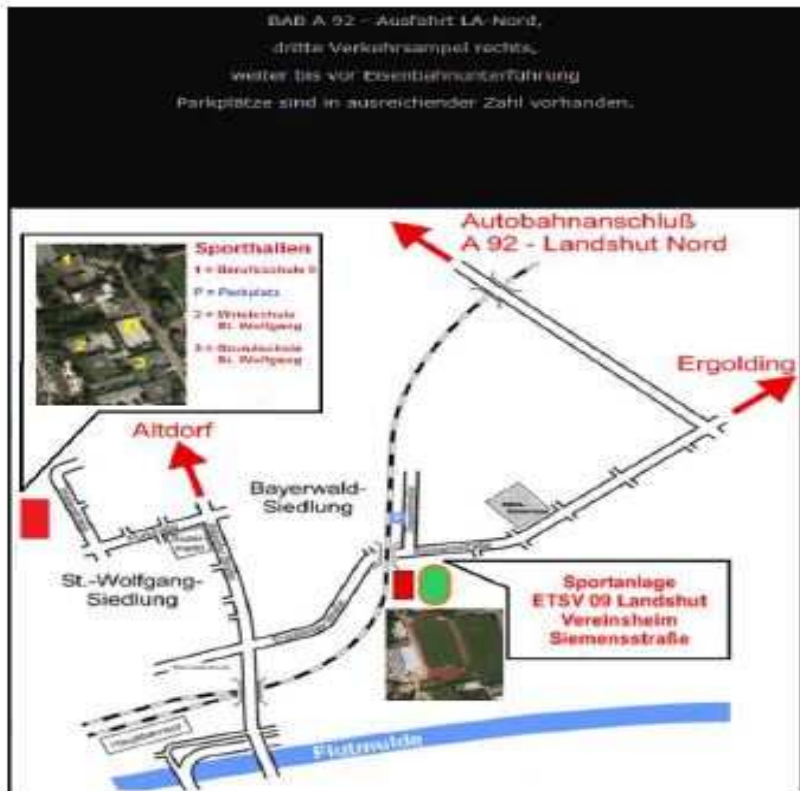 BAB A 92 - Ausfahrt LA-Nord,
dritte Verkehrsampel rechts,
weiter bis vor Eisenbahnunterführung
Parkplätze sind in ausreichender Zahl vorhanden.
Autobahnanschluß
A 92 - Landshut Nord
Sporthallen
1 = Berufsschule II
P = Parkplatz
2 = Mittelschule
St. Wolfgang
3 = Grundschule
St. Wolfgang
Ergolding
Altdorf
Bayerwald-
Siedlung
St.-Wolfgang-
Siedlung
Sportanlage
ETSV 09 Landshut
Vereinsheim
Siemensstraße
Hauptbahnhof
Flutmulde